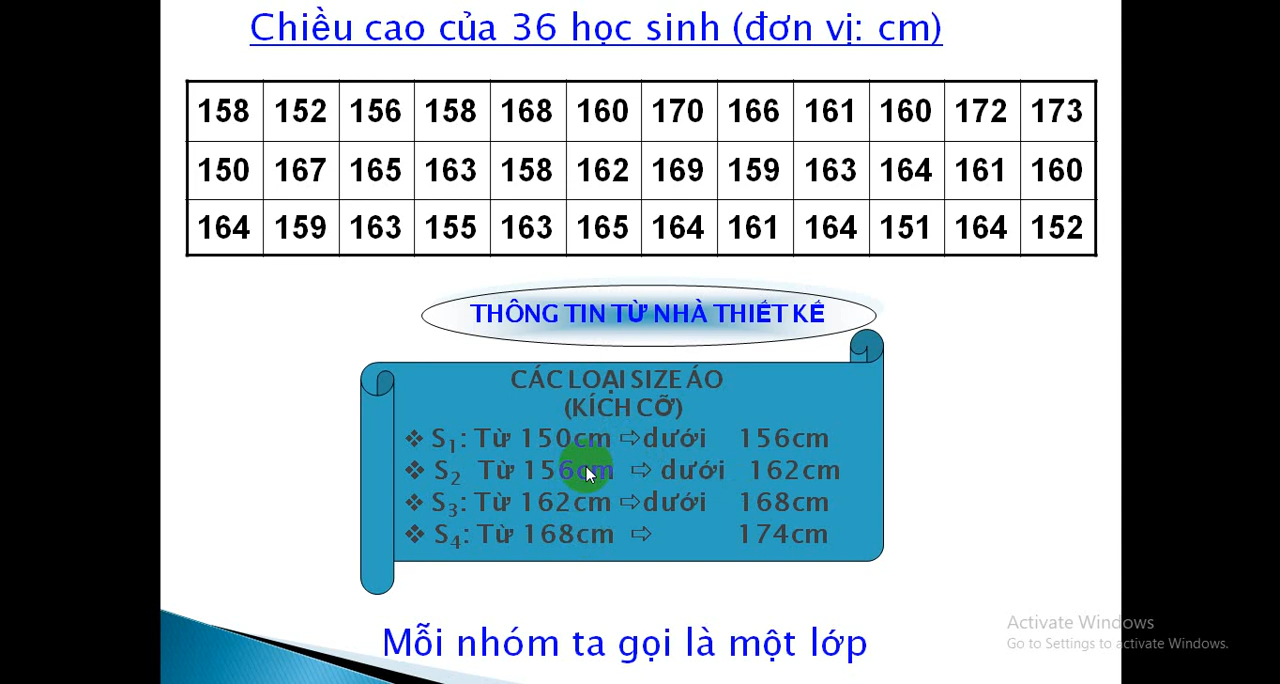 Chiều cao của 36 học sinh (đơn vị: cm)
158 152 156 158 168 160 170 166 161 160 172 173
150 167 165 163 158 162 169 159 163 164 161 160
164 159 163 155 163 165 164 161 164 151 164 152
THÔNG TIN TỪ NHÀ THIẾT KẾ
CÁC LOẠI SIZE ÁO
(KÍCH CỠ)
❖ S₁: Từ 150cm ⇨dưới 156cm
❖ S₂ Từ 156cm ⇨ dưới 162cm
❖ S₃: Từ 162cm ⇨dưới 168cm
❖ S₄: Từ 168cm ⇨ 174cm
Mỗi nhóm ta gọi là một lớp
Activate Windows
Go to Settings to activate Windows.